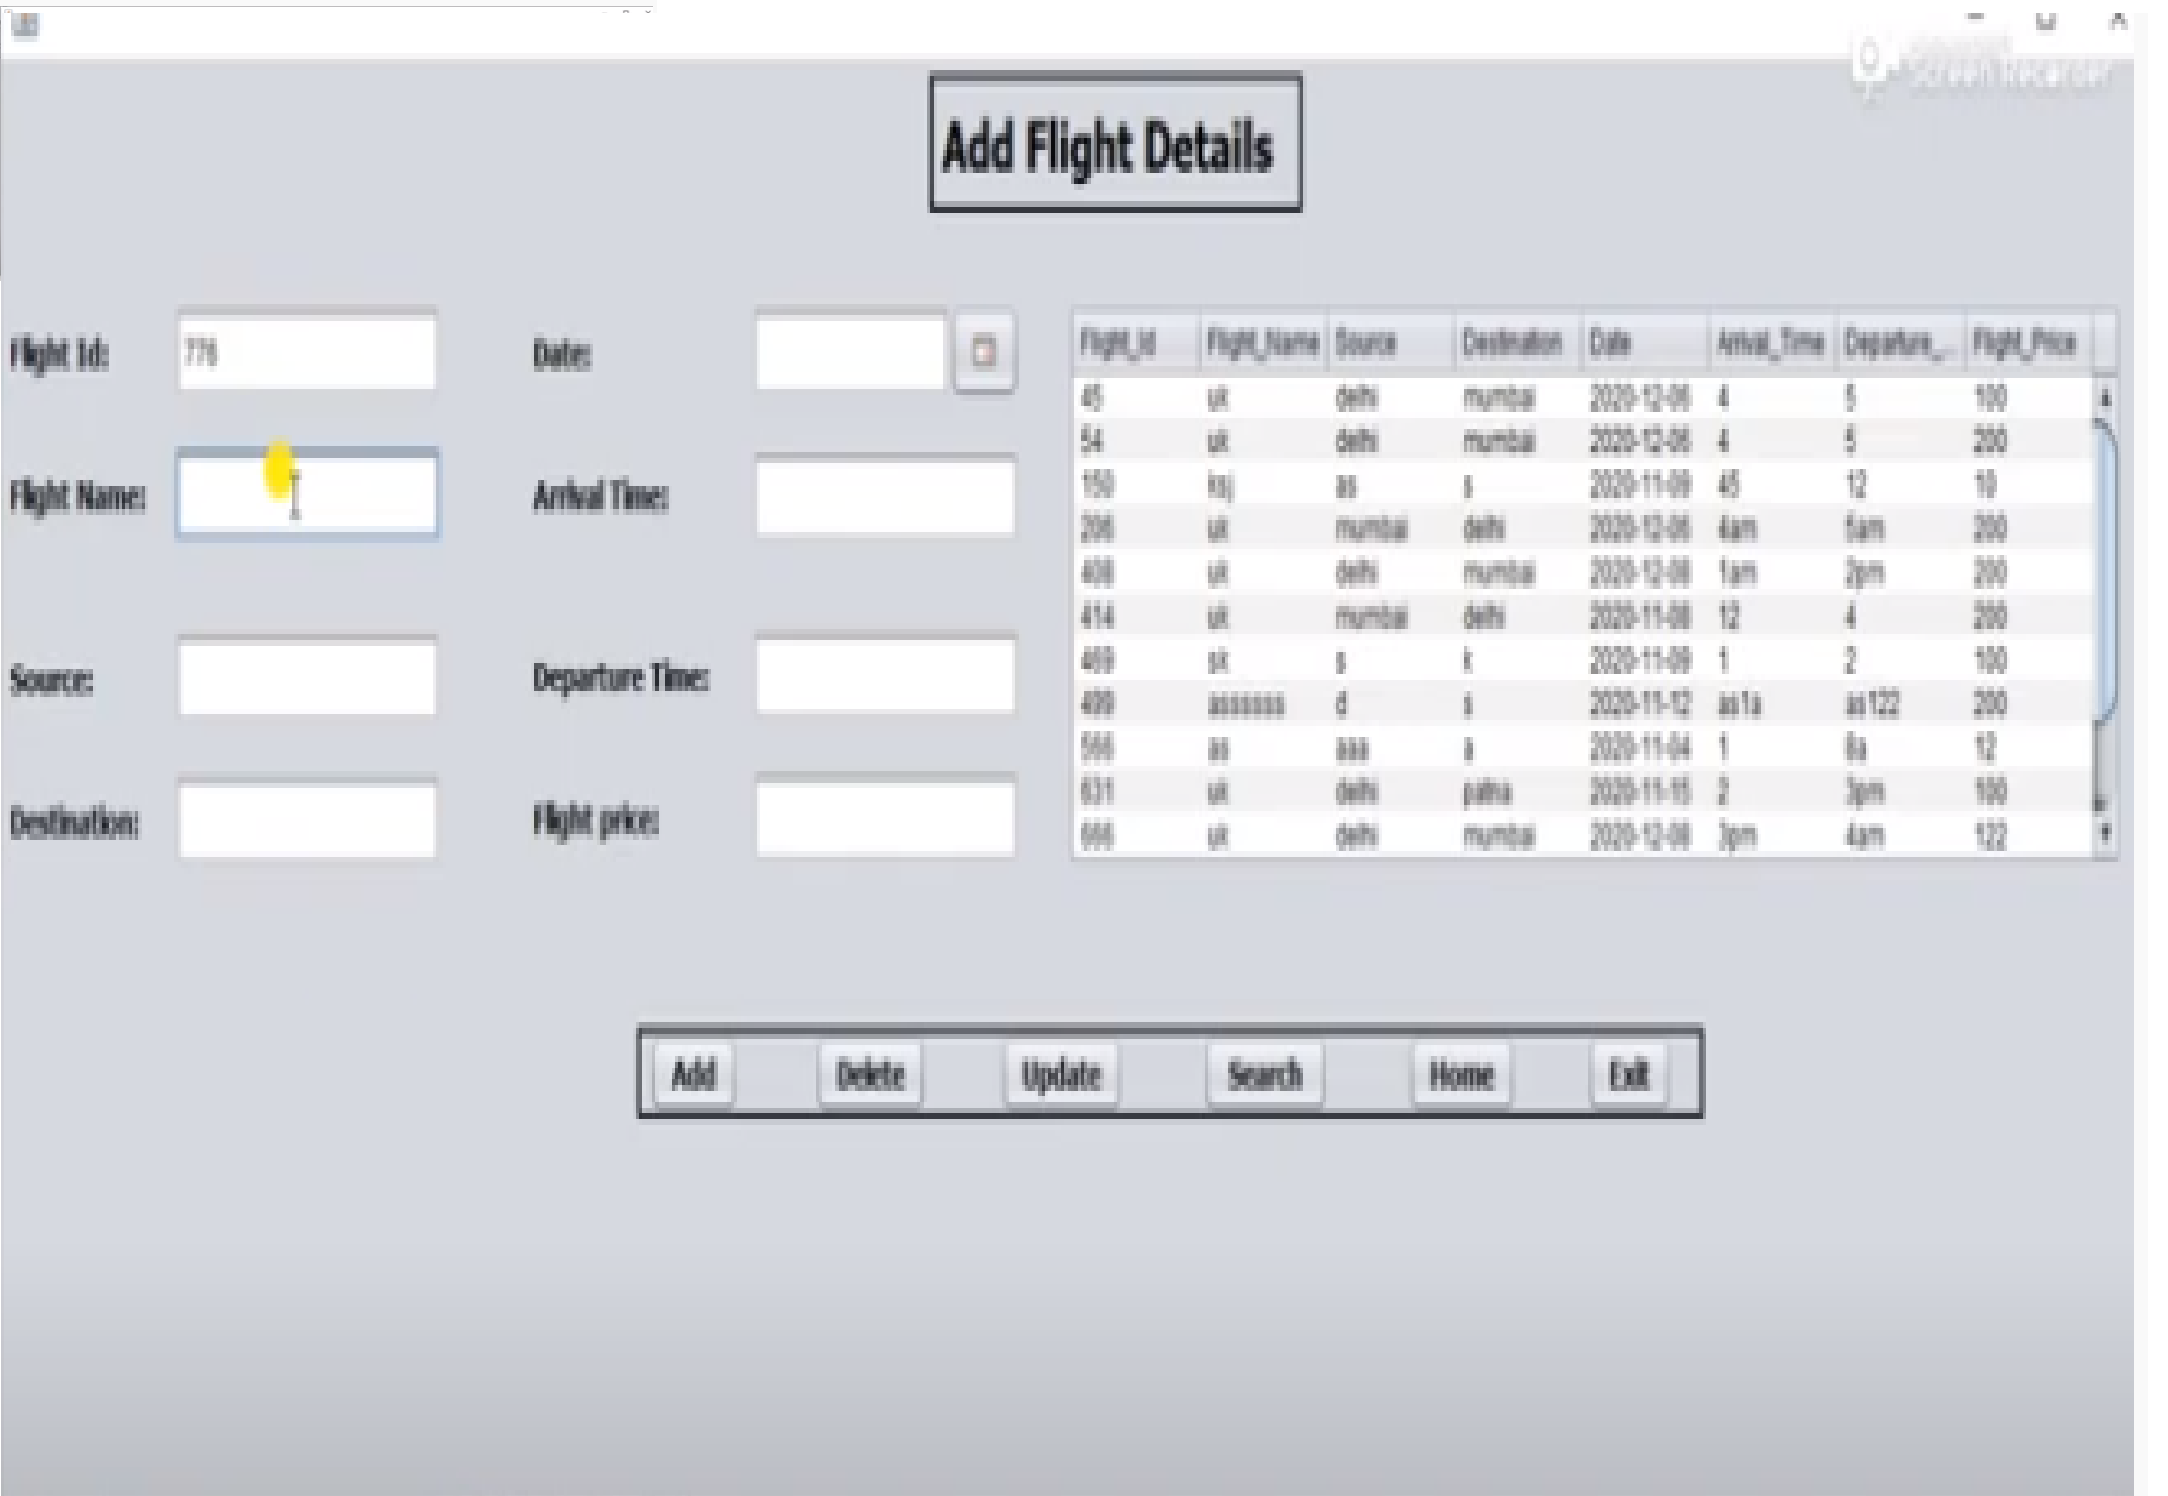 Screen Recorder
Add Flight Details
Flight Id: 776 Date:
Flight Name: Arrival Time:
Source: Departure Time:
Destination: Flight price:
Flight_Id Flight_Name Source Destination Date Arrival_Time Departure_... Flight_Price
45 uk delhi mumbai 2020-12-06 4 5 100
54 uk delhi mumbai 2020-12-06 4 5 200
150 ksj as s 2020-11-09 45 12 10
206 uk mumbai delhi 2020-12-06 4am 5am 200
408 uk delhi mumbai 2020-12-08 1am 2pm 200
414 uk mumbai delhi 2020-11-08 12 4 200
469 sk s k 2020-11-09 1 2 100
499 asssssss d s 2020-11-12 as1a as122 200
566 as aaa a 2020-11-04 1 8a 12
631 uk delhi patna 2020-11-15 2 3pm 100
666 uk delhi mumbai 2020-12-08 3pm 4am 122
Add Delete Update Search Home Exit